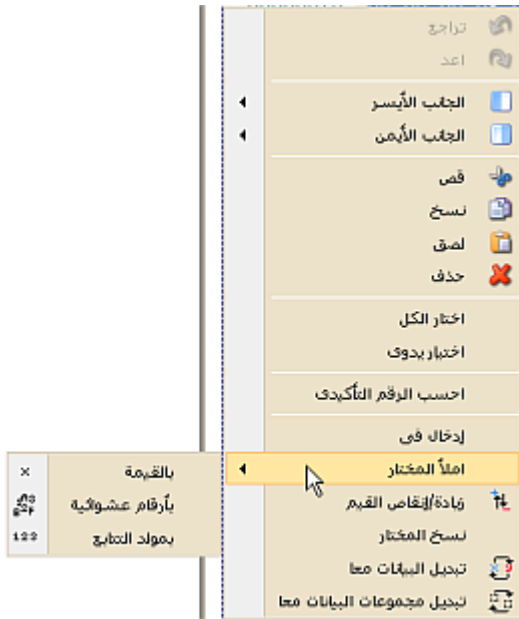 تراجع
اعد
الجانب الأيسر
الجانب الأيمن
قص
نسخ
لصق
حذف
اختار الكل
اختيار يدوى
احسب الرقم التأكيدى
إدخال فى
املأ المختار
بالقيمة
بأرقام عشوائية
بمولد التتابع
زيادة/إنقاص القيم
نسخ المختار
تبديل البيانات معا
تبديل مجموعات البيانات معا